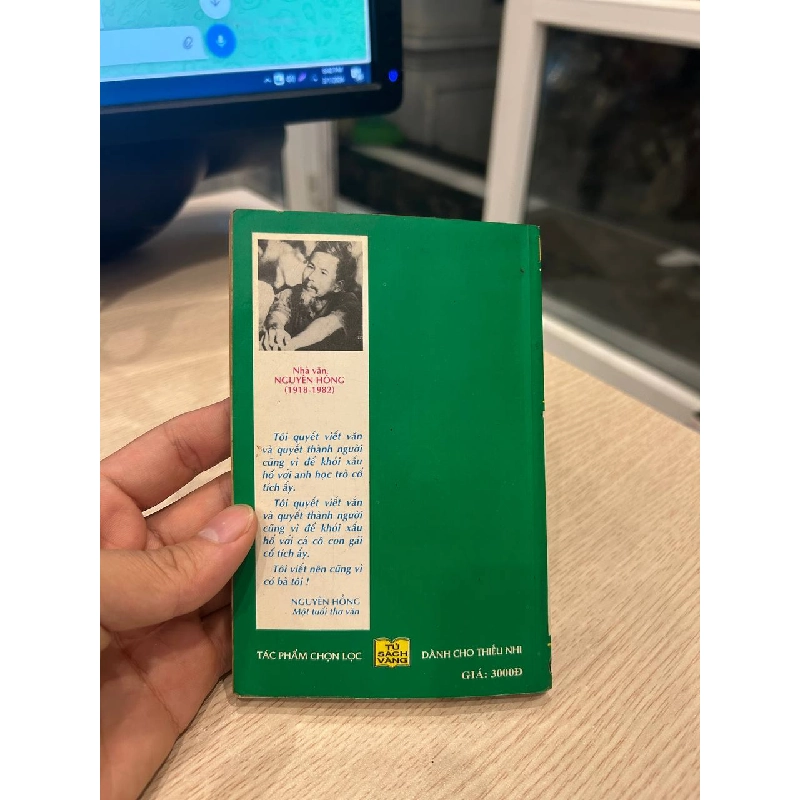 Nhà văn
NGUYÊN HỒNG
(1918-1982)
Tôi quyết viết văn
và quyết thành người
cũng vì để khỏi xấu
hổ với anh học trò cổ
tích ấy.
Tôi quyết viết văn
và quyết thành người
cũng vì để khỏi xấu
hổ với cả cô con gái
cổ tích ấy.
Tôi viết nên cũng vì
có bà tôi !
NGUYÊN HỒNG
Một tuổi thơ văn
TÁC PHẨM CHỌN LỌC
TỦ
SÁCH
VÀNG
DÀNH CHO THIẾU NHI
GIÁ: 3000Đ